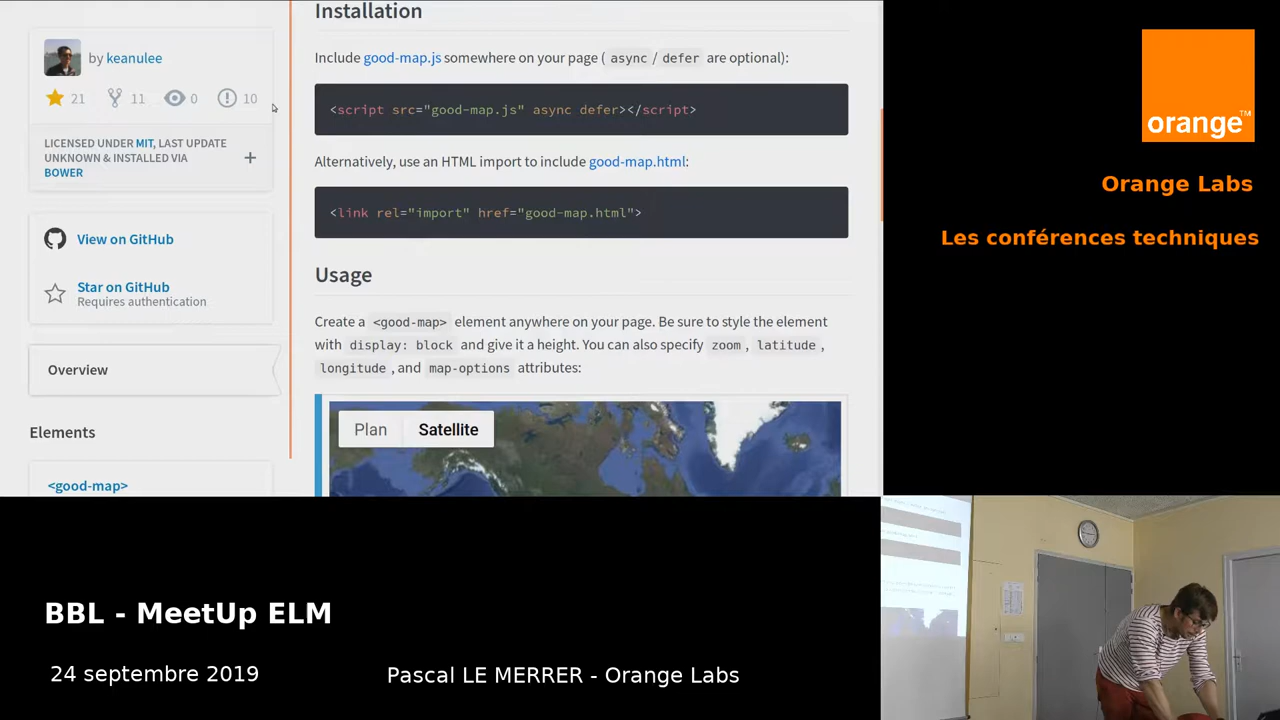 Installation
by keanulee
21 11 0 10
LICENSED UNDER MIT, LAST UPDATE
UNKNOWN & INSTALLED VIA
BOWER
+
View on GitHub
Star on GitHub
Requires authentication
Overview
Elements
<good-map>
Include good-map.js somewhere on your page ( async / defer are optional):
<script src="good-map.js" async defer></script>
Alternatively, use an HTML import to include good-map.html:
<link rel="import" href="good-map.html">
Usage
Create a <good-map> element anywhere on your page. Be sure to style the element
with display: block and give it a height. You can also specify zoom , latitude ,
longitude , and map-options attributes:
Plan Satellite
orange™
Orange Labs
Les conférences techniques
BBL - MeetUp ELM
24 septembre 2019
Pascal LE MERRER - Orange Labs